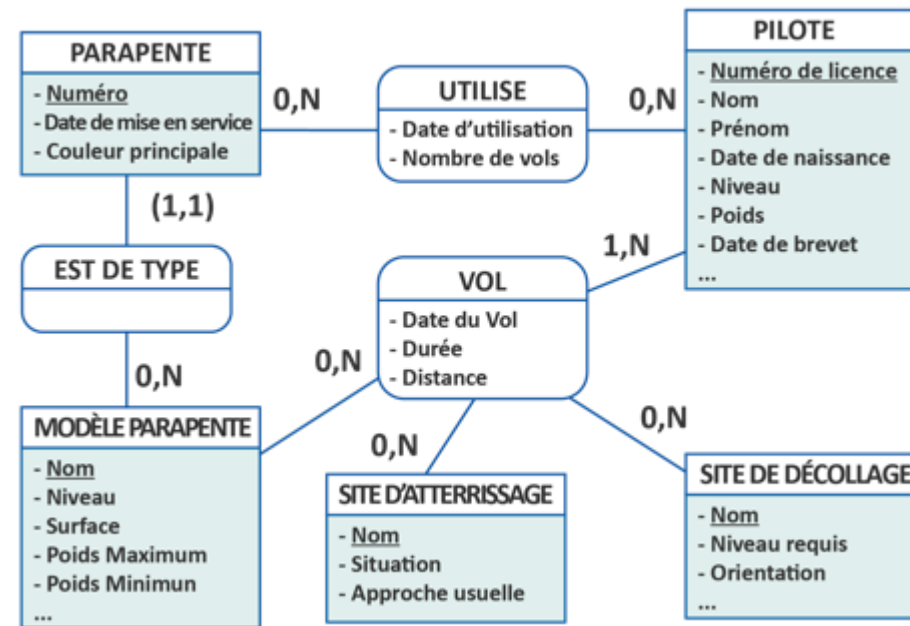 PARAPENTE
- Numéro
- Date de mise en service
- Couleur principale
0,N
UTILISE
- Date d'utilisation
- Nombre de vols
0,N
PILOTE
- Numéro de licence
- Nom
- Prénom
- Date de naissance
- Niveau
- Poids
- Date de brevet
...
(1,1)
EST DE TYPE
0,N
VOL
- Date du Vol
- Durée
- Distance
1,N
0,N
0,N
0,N
MODÈLE PARAPENTE
- Nom
- Niveau
- Surface
- Poids Maximum
- Poids Minimun
...
SITE D'ATTERRISSAGE
- Nom
- Situation
- Approche usuelle
SITE DE DÉCOLLAGE
- Nom
- Niveau requis
- Orientation
...